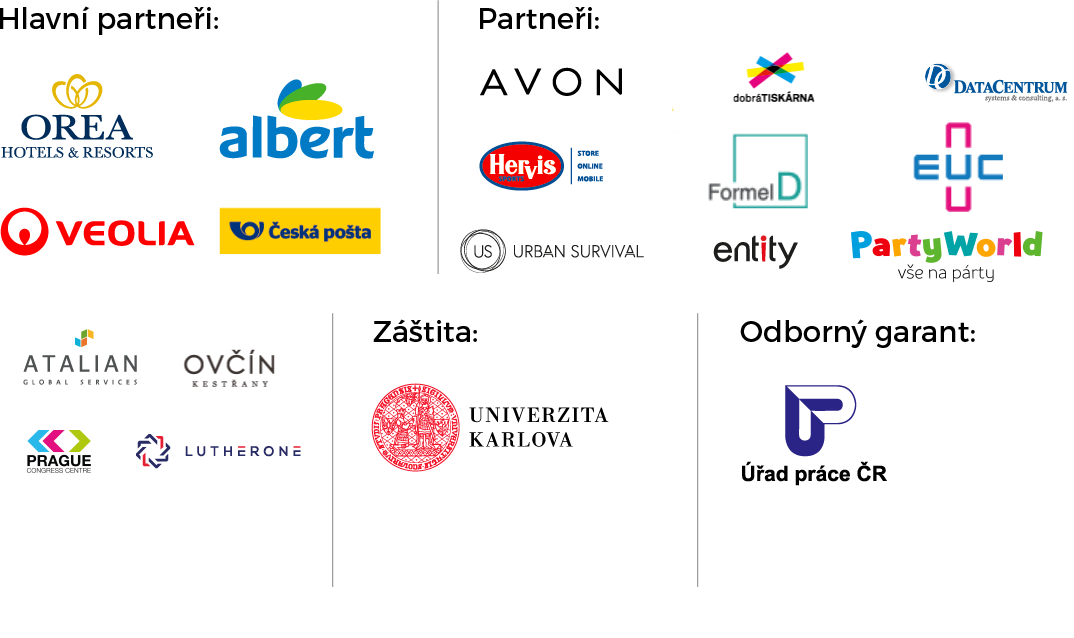 Hlavní partneři:
OREA
HOTELS & RESORTS
albert
VEOLIA
Česká pošta
Partneři:
AVON
dobráTISKÁRNA
DATACENTRUM
systems & consulting, a. s.
Hervis
SPORTS
STORE
ONLINE
MOBILE
Formel D
EUC
US URBAN SURVIVAL
entity
PartyWorld
vše na párty
ATALIAN
GLOBAL SERVICES
OVČÍN
KESTŘANY
PRAGUE
CONGRESS CENTRE
LUTHERONE
Záštita:
UNIVERZITA
KARLOVA
Odborný garant:
Úřad práce ČR